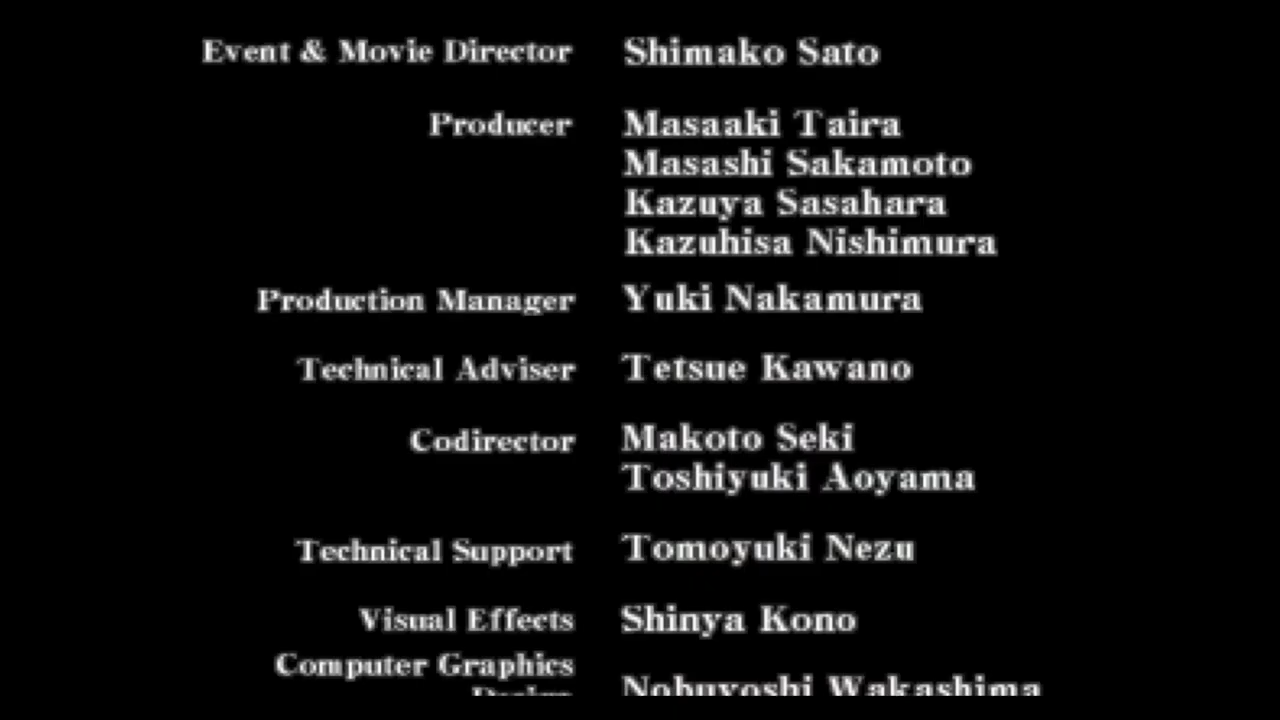 Event & Movie Director Shimako Sato
Producer Masaaki Taira
Masashi Sakamoto
Kazuya Sasahara
Kazuhisa Nishimura
Production Manager Yuki Nakamura
Technical Adviser Tetsue Kawano
Codirector Makoto Seki
Toshiyuki Aoyama
Technical Support Tomoyuki Nezu
Visual Effects Shinya Kono
Computer Graphics
Nobuyoshi Wakashima